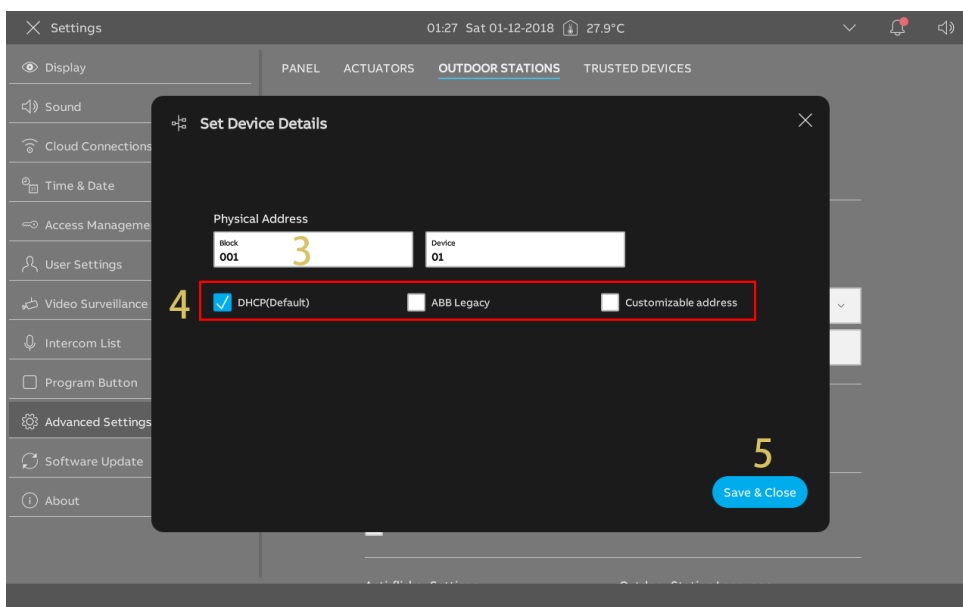 Settings
01:27 Sat 01-12-2018 27.9°C
Display
PANEL ACTUATORS OUTDOOR STATIONS TRUSTED DEVICES
Sound
Set Device Details
Cloud Connections
Time & Date
Access Manageme
Physical Address
Block
001
3
Device
01
User Settings
Video Surveillance
4
DHCP(Default)
ABB Legacy
Customizable address
Intercom List
Program Button
Advanced Settings
5
Software Update
Save & Close
About